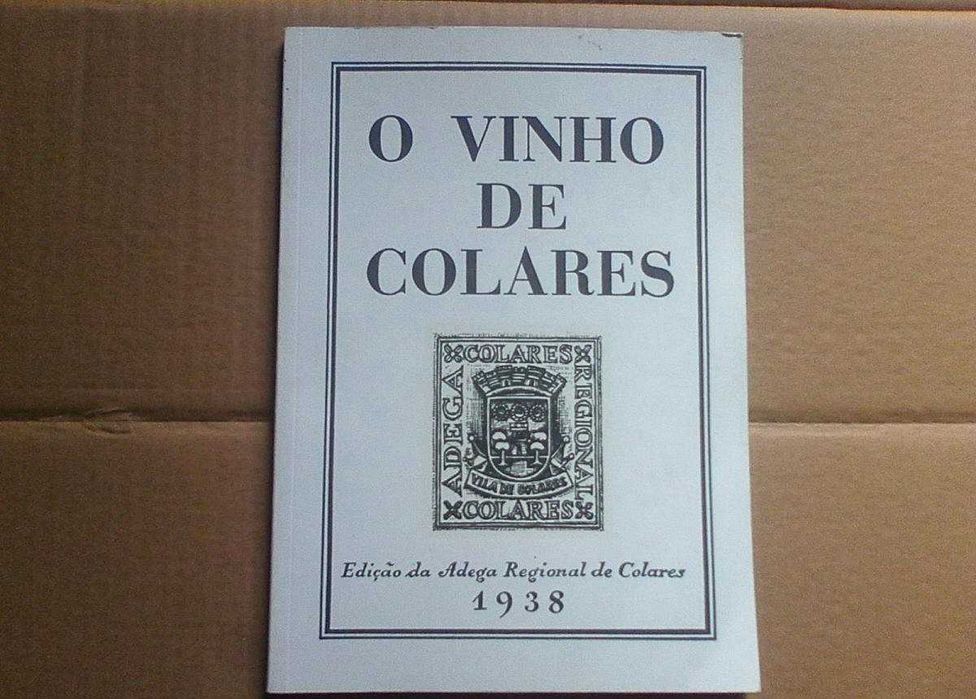 O VINHO
DE
COLARES
COLARES
ADEGA
REGIONAL
VILA DE COLARES
COLARES
Edição da Adega Regional de Colares
1938